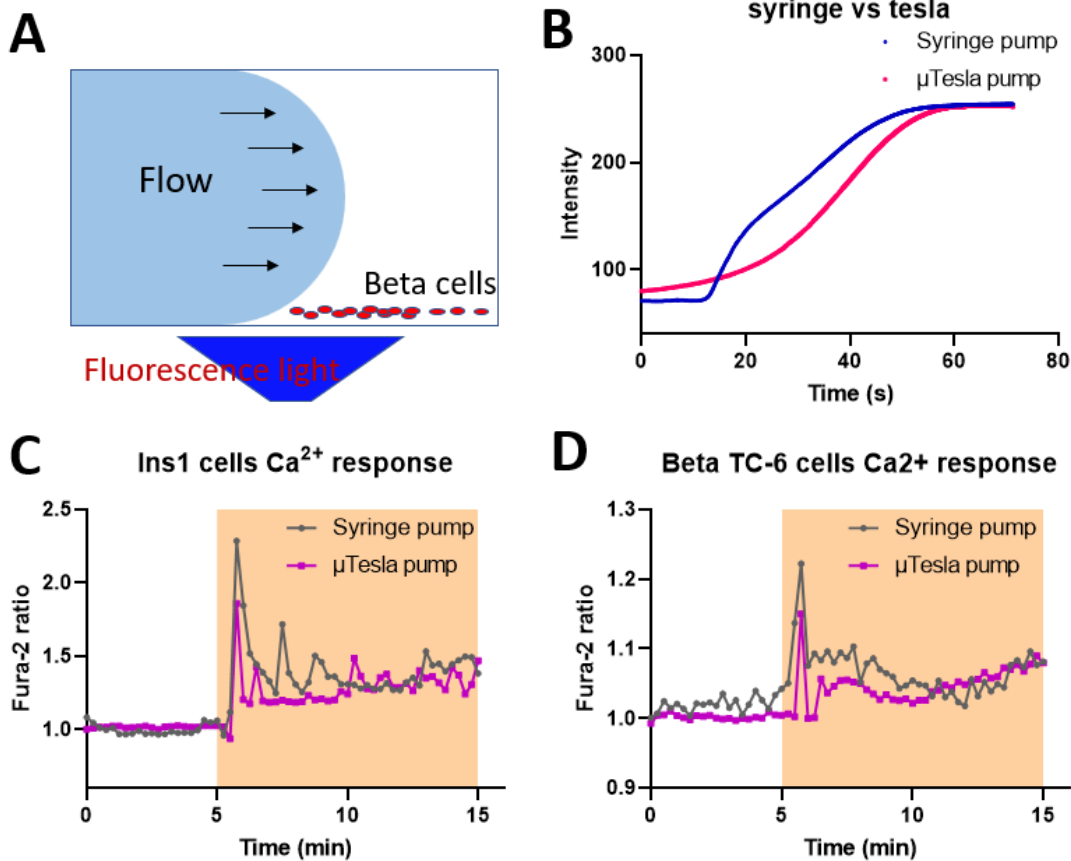 A
Flow
Beta cells
Fluorescence light
B
syringe vs tesla
Syringe pump
µTesla pump
300
200
100
Intensity
0 20 40 60 80
Time (s)
C
Ins1 cells Ca²⁺ response
Syringe pump
µTesla pump
2.5
2.0
1.5
1.0
Fura-2 ratio
0 5 10 15
Time (min)
D
Beta TC-6 cells Ca2+ response
Syringe pump
µTesla pump
1.3
1.2
1.1
1.0
0.9
Fura-2 ratio
0 5 10 15
Time (min)